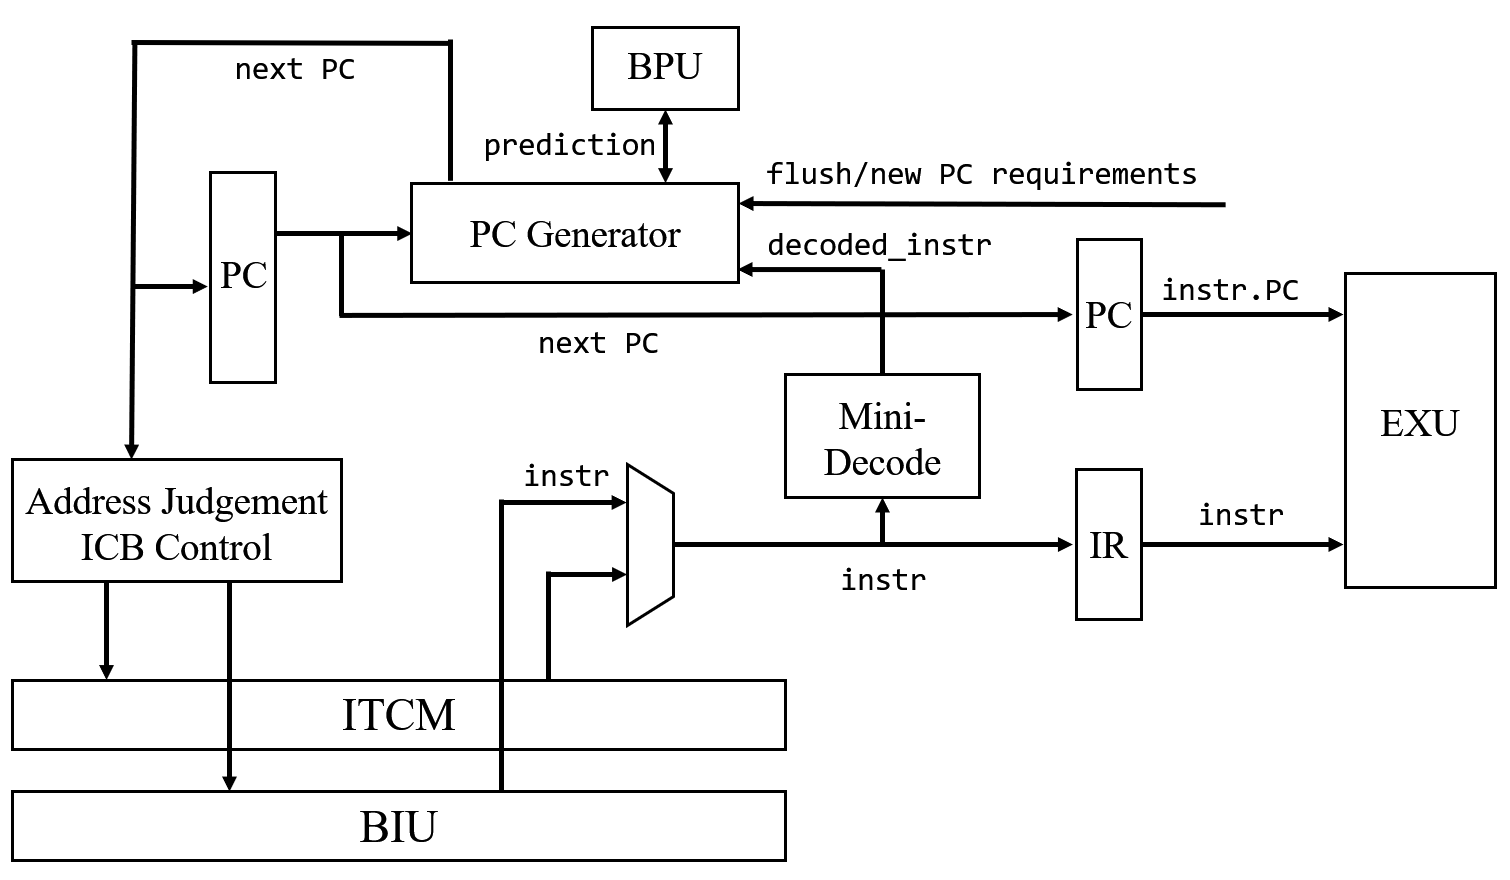 BPU
next PC
prediction
flush/new PC requirements
PC Generator
decoded_instr
PC
PC
instr.PC
next PC
EXU
Mini-
Decode
instr
Address Judgement
ICB Control
instr
IR
instr
ITCM
BIU